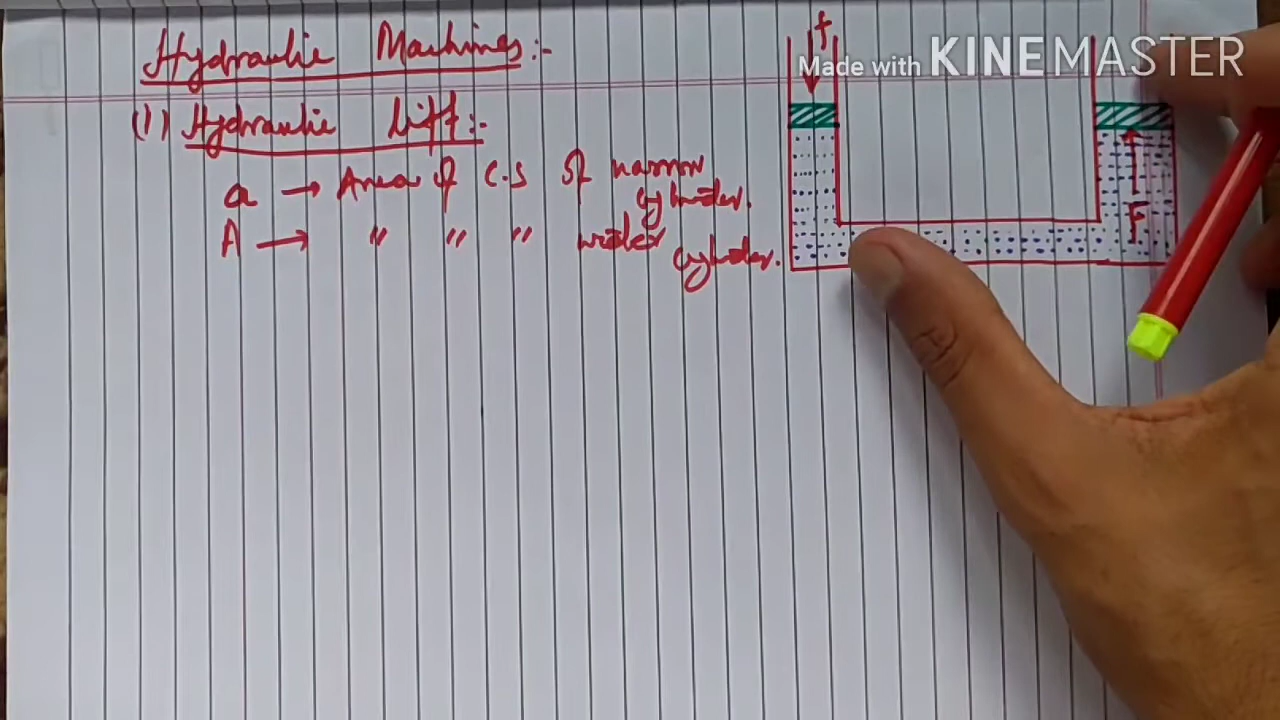 Hydraulic Machines:-
(1) Hydraulic Lift:-
a → Area of C.S of narrow cylinder.
A → " " " wider cylinder.
f
F
Made with KINEMASTER